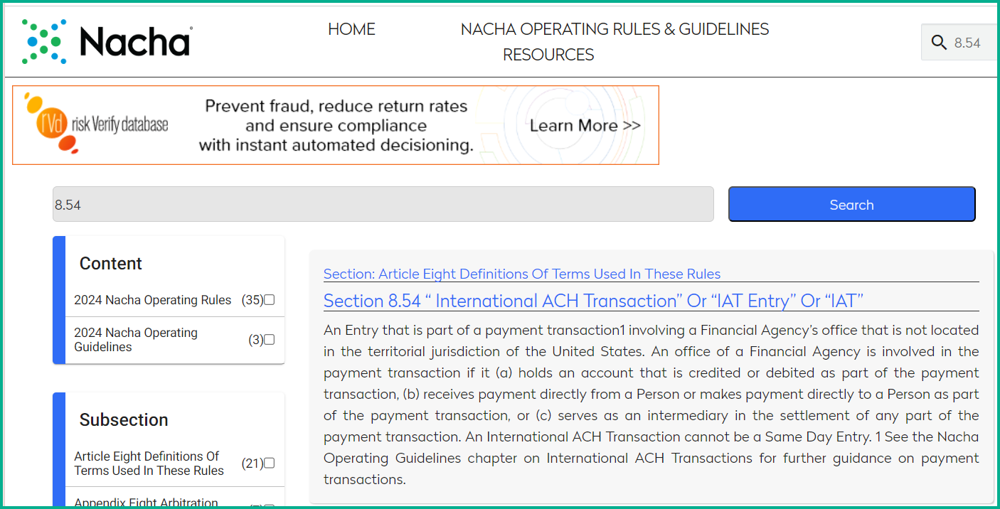 Nacha
HOME
NACHA OPERATING RULES & GUIDELINES
RESOURCES
8.54
rVd risk Verify database
Prevent fraud, reduce return rates
and ensure compliance
with instant automated decisioning.
Learn More >>
8.54
Search
Content
2024 Nacha Operating Rules (35)
2024 Nacha Operating
Guidelines (3)
Subsection
Article Eight Definitions Of
Terms Used In These Rules (21)
Appendix Eight Arbitration
Section: Article Eight Definitions Of Terms Used In These Rules
Section 8.54 “ International ACH Transaction” Or “IAT Entry” Or “IAT”
An Entry that is part of a payment transaction1 involving a Financial Agency’s office that is not located
in the territorial jurisdiction of the United States. An office of a Financial Agency is involved in the
payment transaction if it (a) holds an account that is credited or debited as part of the payment
transaction, (b) receives payment directly from a Person or makes payment directly to a Person as part
of the payment transaction, or (c) serves as an intermediary in the settlement of any part of the
payment transaction. An International ACH Transaction cannot be a Same Day Entry. 1 See the Nacha
Operating Guidelines chapter on International ACH Transactions for further guidance on payment
transactions.